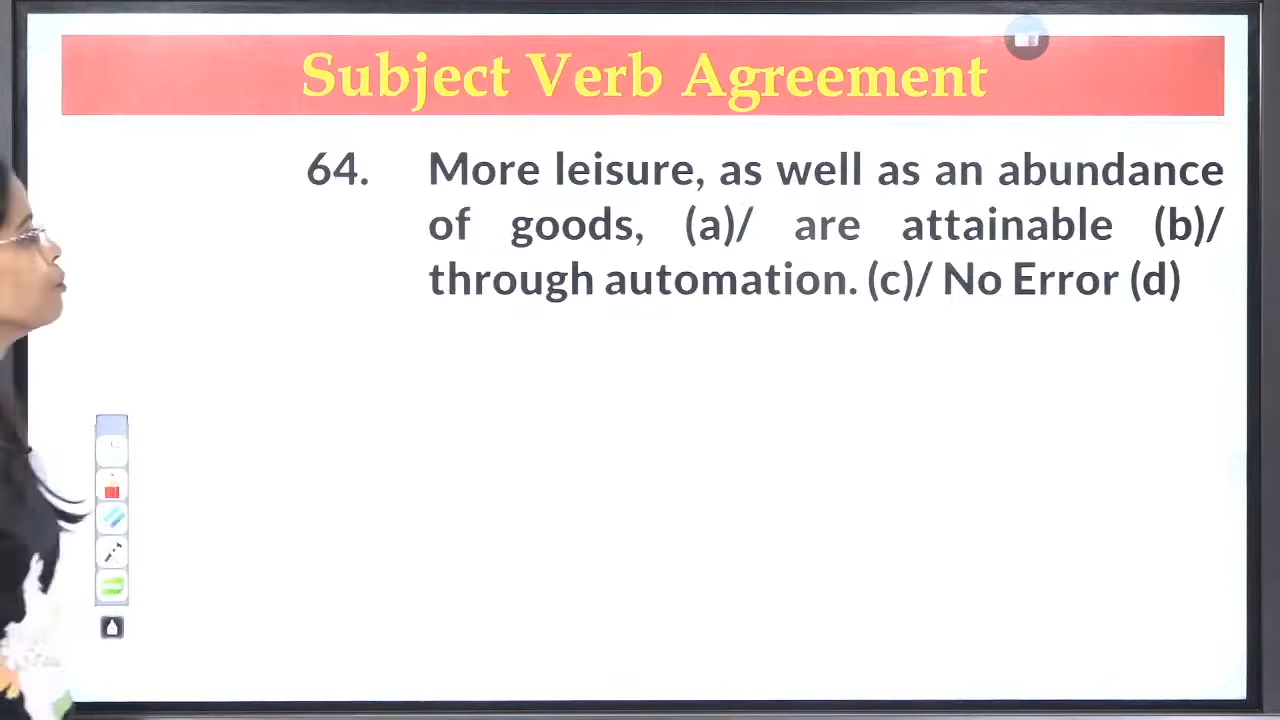 Subject Verb Agreement
64. More leisure, as well as an abundance
of goods, (a)/ are attainable (b)/
through automation. (c)/ No Error (d)